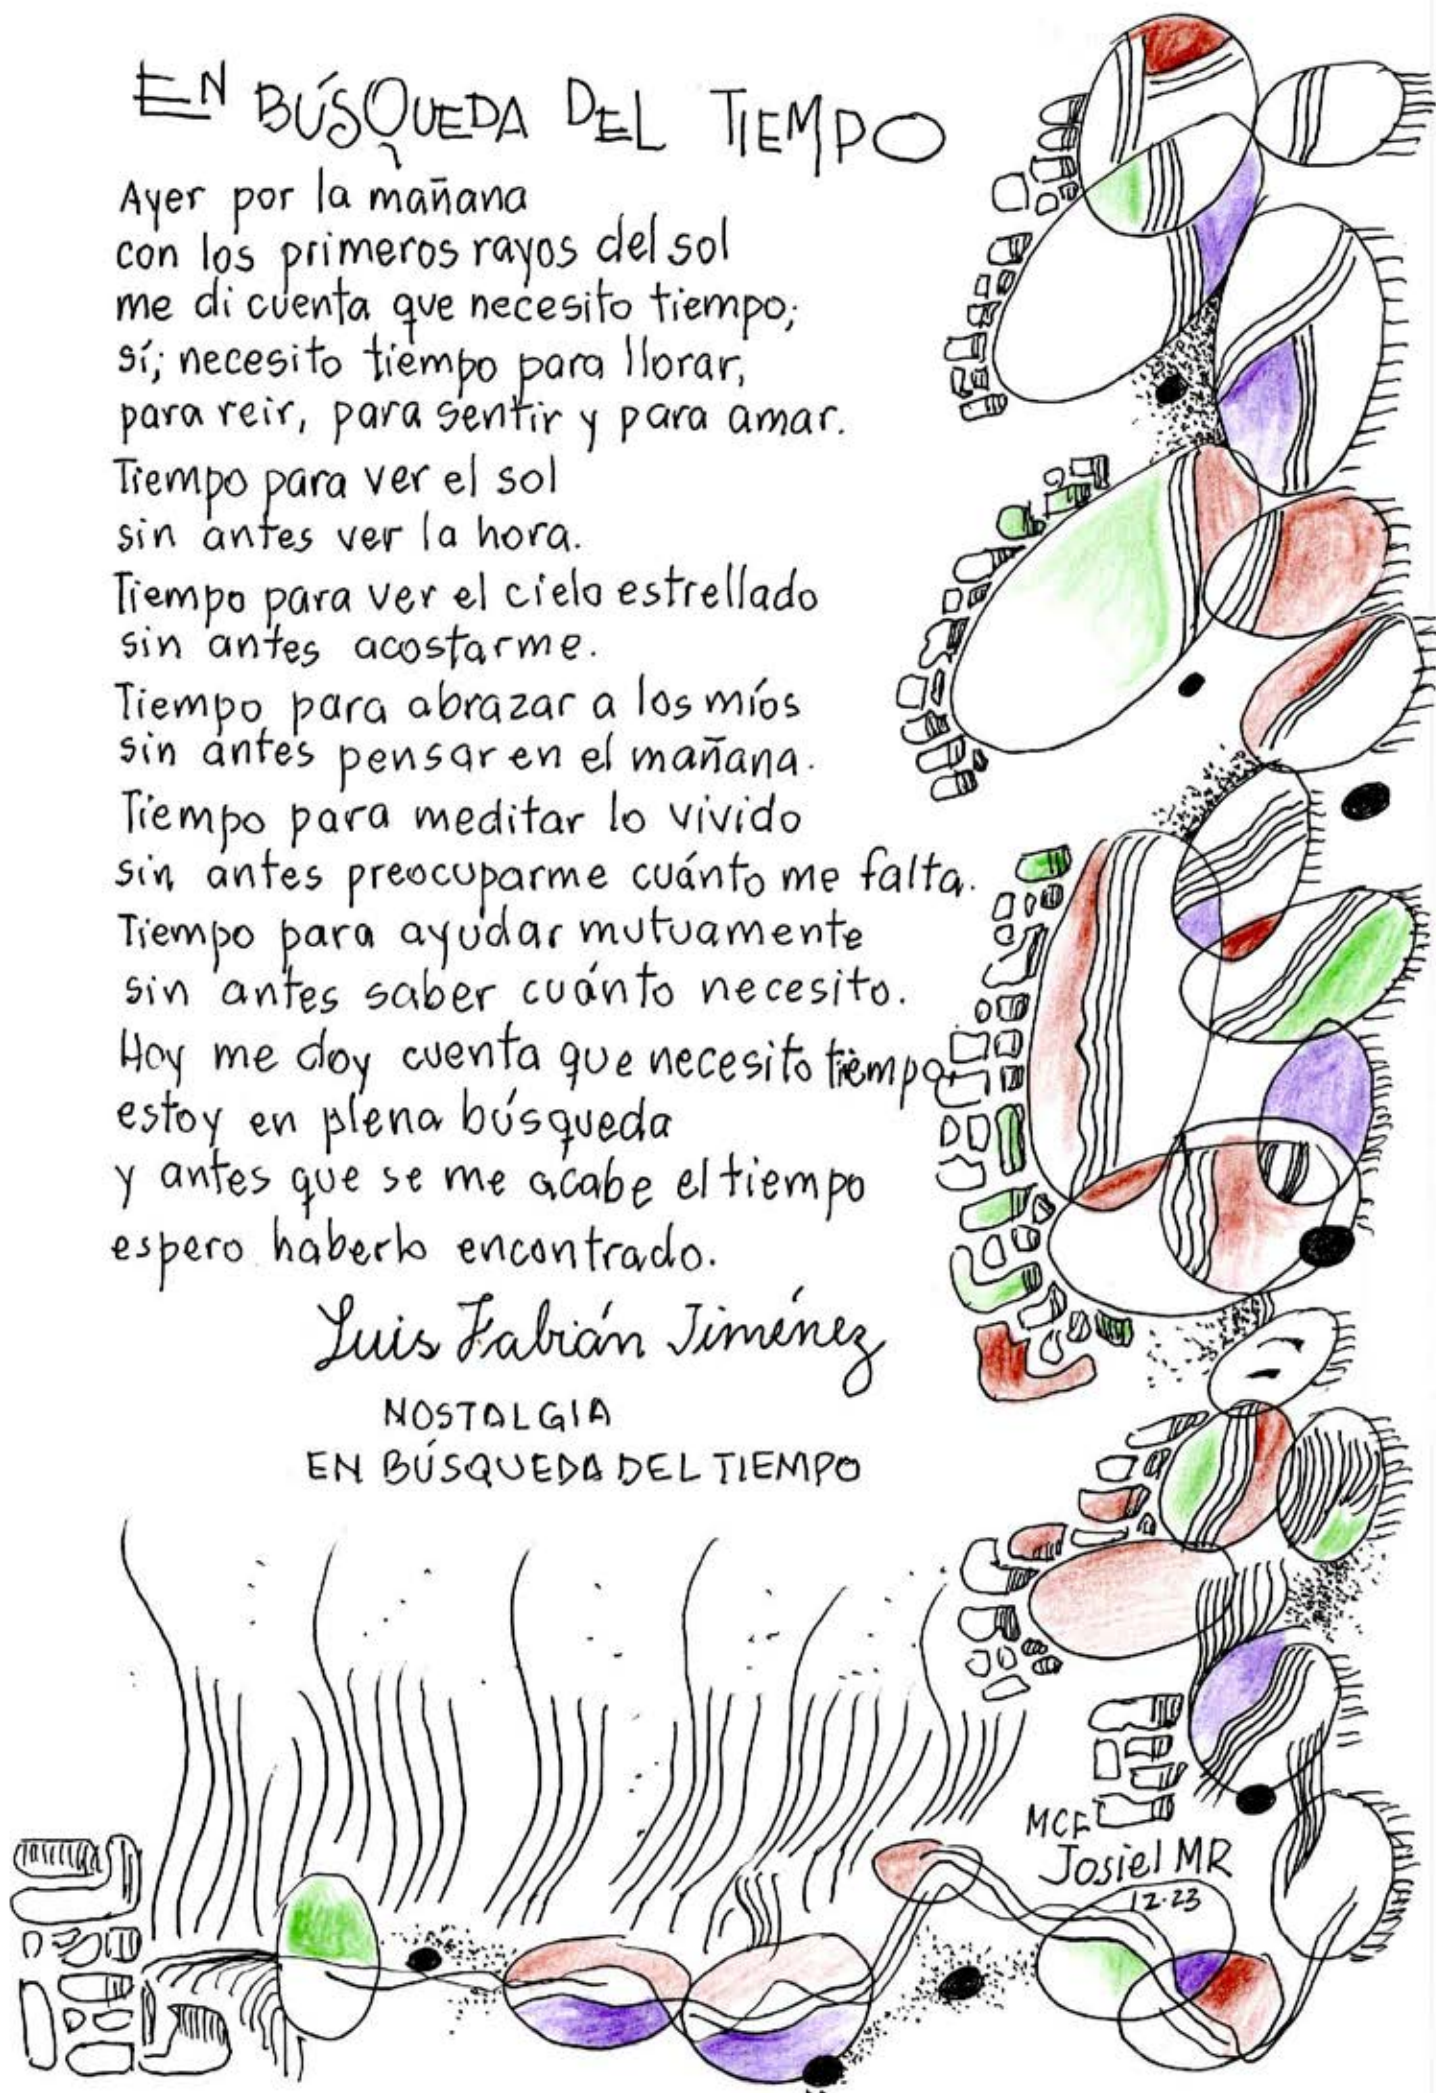 EN BÚSQUEDA DEL TIEMPO
Ayer por la mañana
con los primeros rayos del sol
me di cuenta que necesito tiempo;
sí; necesito tiempo para llorar,
para reir, para sentir y para amar.
Tiempo para ver el sol
sin antes ver la hora.
Tiempo para ver el cielo estrellado
sin antes acostarme.
Tiempo para abrazar a los míos
sin antes pensar en el mañana.
Tiempo para meditar lo vivido
sin antes preocuparme cuánto me falta.
Tiempo para ayudar mutuamente
sin antes saber cuánto necesito.
Hoy me doy cuenta que necesito tiempo,
estoy en plena búsqueda
y antes que se me acabe el tiempo
espero haberlo encontrado.
Luis Fabián Jiménez
NOSTALGIA
EN BÚSQUEDA DEL TIEMPO
MCF
Josiel MR
12-23